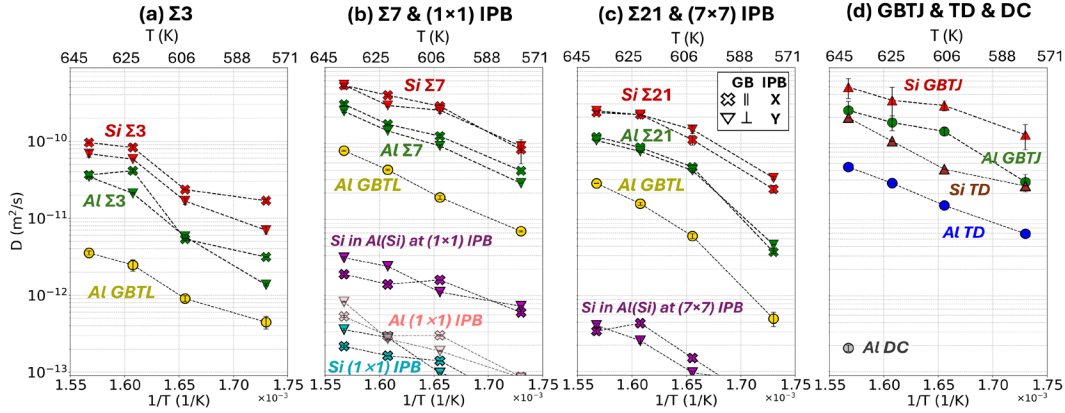 (a) Σ3
T (K)
645 625 606 588 571
10⁻¹⁰
10⁻¹¹
10⁻¹²
10⁻¹³
D (m²/s)
Si Σ3
Al Σ3
Al GBTL
1.55 1.60 1.65 1.70 1.75
1/T (1/K) ×10⁻³
(b) Σ7 & (1×1) IPB
T (K)
645 625 606 588 571
Si Σ7
Al Σ7
Al GBTL
Si in Al(Si) at (1×1) IPB
Al (1×1) IPB
Si (1×1) IPB
1.55 1.60 1.65 1.70 1.75
1/T (1/K) ×10⁻³
(c) Σ21 & (7×7) IPB
T (K)
645 625 606 588 571
GB IPB
∥ X
⊥ Y
Si Σ21
Al Σ21
Al GBTL
Si in Al(Si) at (7×7) IPB
1.55 1.60 1.65 1.70 1.75
1/T (1/K) ×10⁻³
(d) GBTJ & TD & DC
T (K)
645 625 606 588 571
Si GBTJ
Al GBTJ
Si TD
Al TD
Al DC
1.55 1.60 1.65 1.70 1.75
1/T (1/K) ×10⁻³